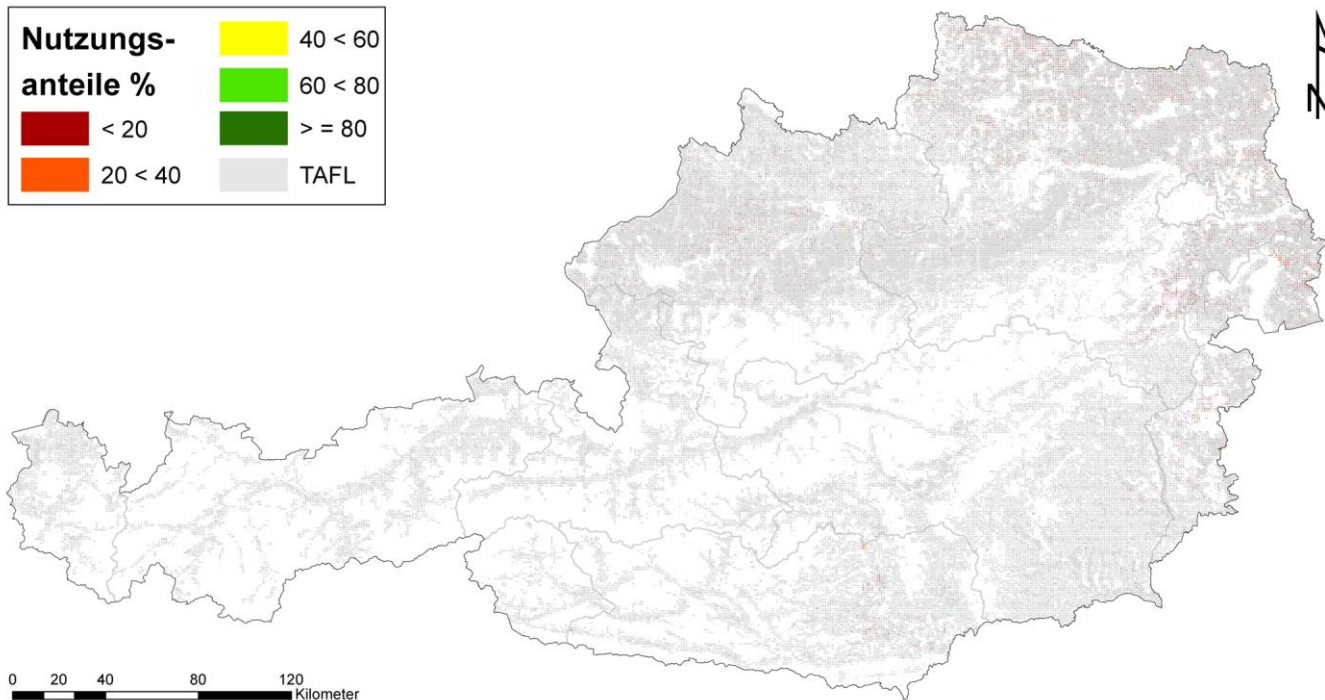 Nutzungs-
anteile %
< 20
20 < 40
40 < 60
60 < 80
> = 80
TAFL
N
0 20 40 80 120
Kilometer